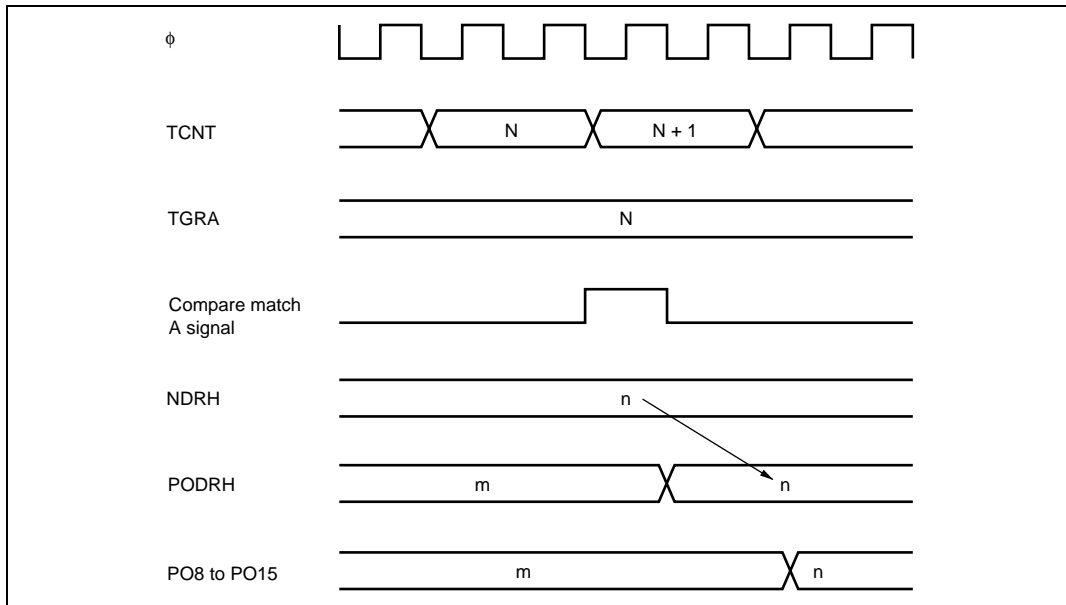 ϕ
TCNT
N
N + 1
TGRA
N
Compare match
A signal
NDRH
n
PODRH
m
n
PO8 to PO15
m
n